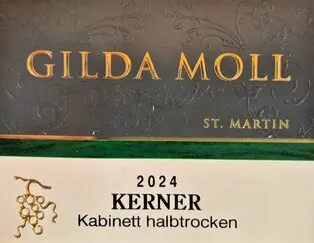 GILDA MOLL
ST. MARTIN
2024
KERNER
Kabinett halbtrocken